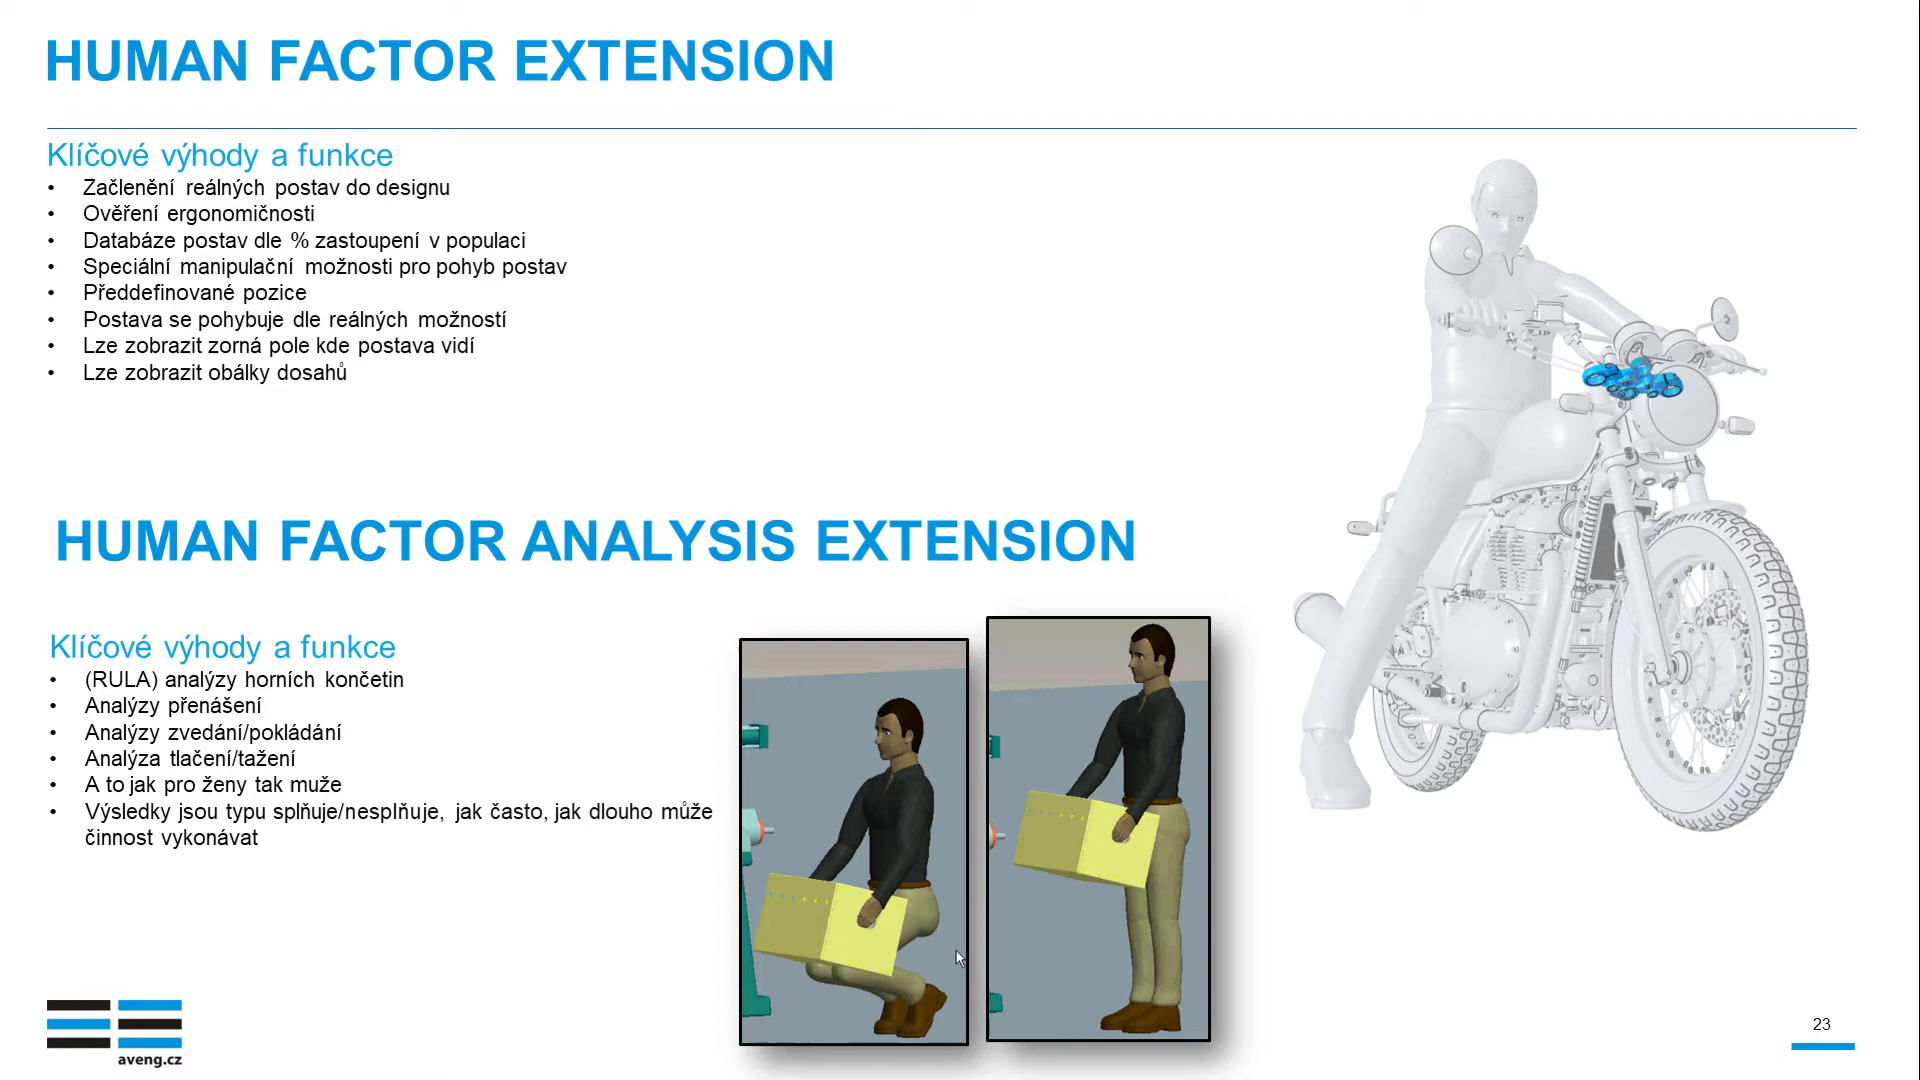 HUMAN FACTOR EXTENSION
Klíčové výhody a funkce
• Začlenění reálných postav do designu
• Ověření ergonomičnosti
• Databáze postav dle % zastoupení v populaci
• Speciální manipulační možnosti pro pohyb postav
• Předdefinované pozice
• Postava se pohybuje dle reálných možností
• Lze zobrazit zorná pole kde postava vidí
• Lze zobrazit obálky dosahů
HUMAN FACTOR ANALYSIS EXTENSION
Klíčové výhody a funkce
• (RULA) analýzy horních končetin
• Analýzy přenášení
• Analýzy zvedání/pokládání
• Analýza tlačení/tažení
• A to jak pro ženy tak muže
• Výsledky jsou typu splňuje/nesplňuje, jak často, jak dlouho může
činnost vykonávat
aveng.cz
23